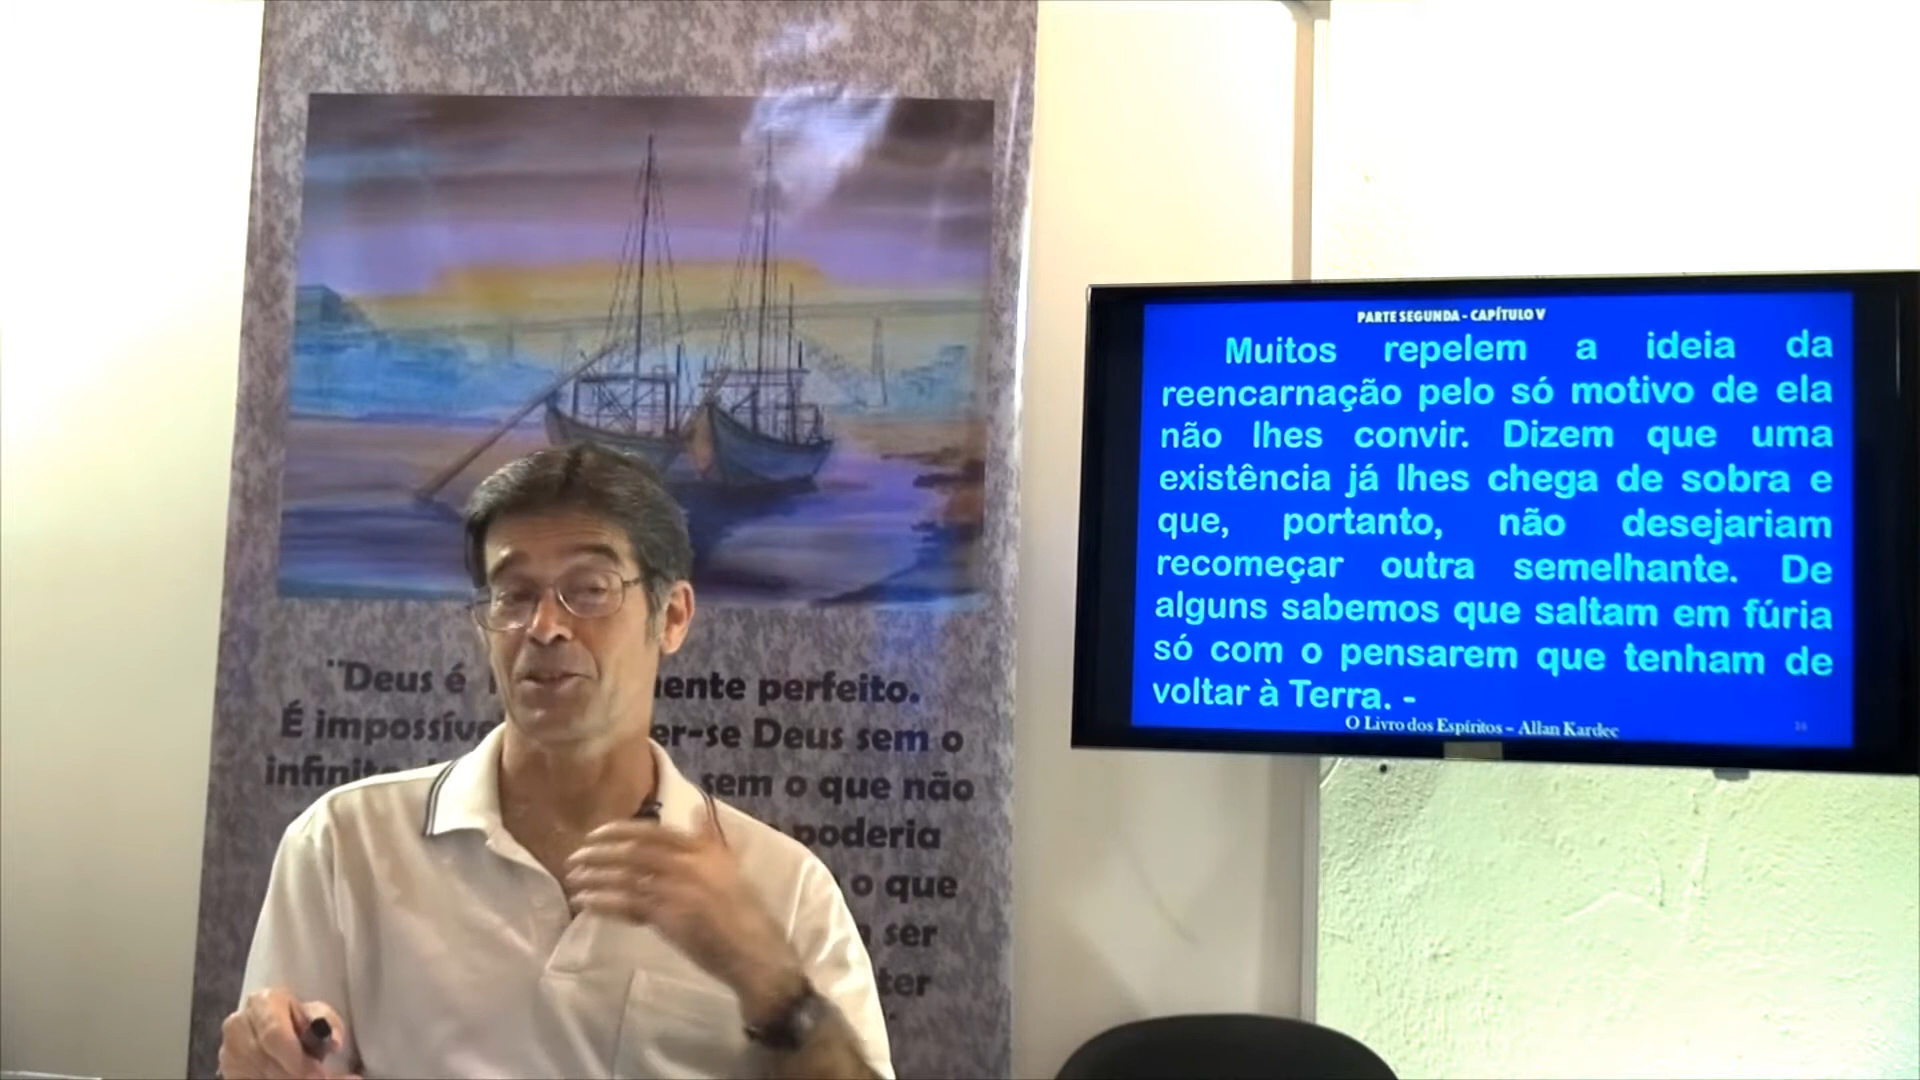 ¨Deus é mente perfeito.
É impossíve er-se Deus sem o
infinito sem o que não
poderia
o que
ser
ter
PARTE SEGUNDA - CAPÍTULO V
Muitos repelem a ideia da
reencarnação pelo só motivo de ela
não lhes convir. Dizem que uma
existência já lhes chega de sobra e
que, portanto, não desejariam
recomeçar outra semelhante. De
alguns sabemos que saltam em fúria
só com o pensarem que tenham de
voltar à Terra. -
O Livro dos Espíritos – Allan Kardec